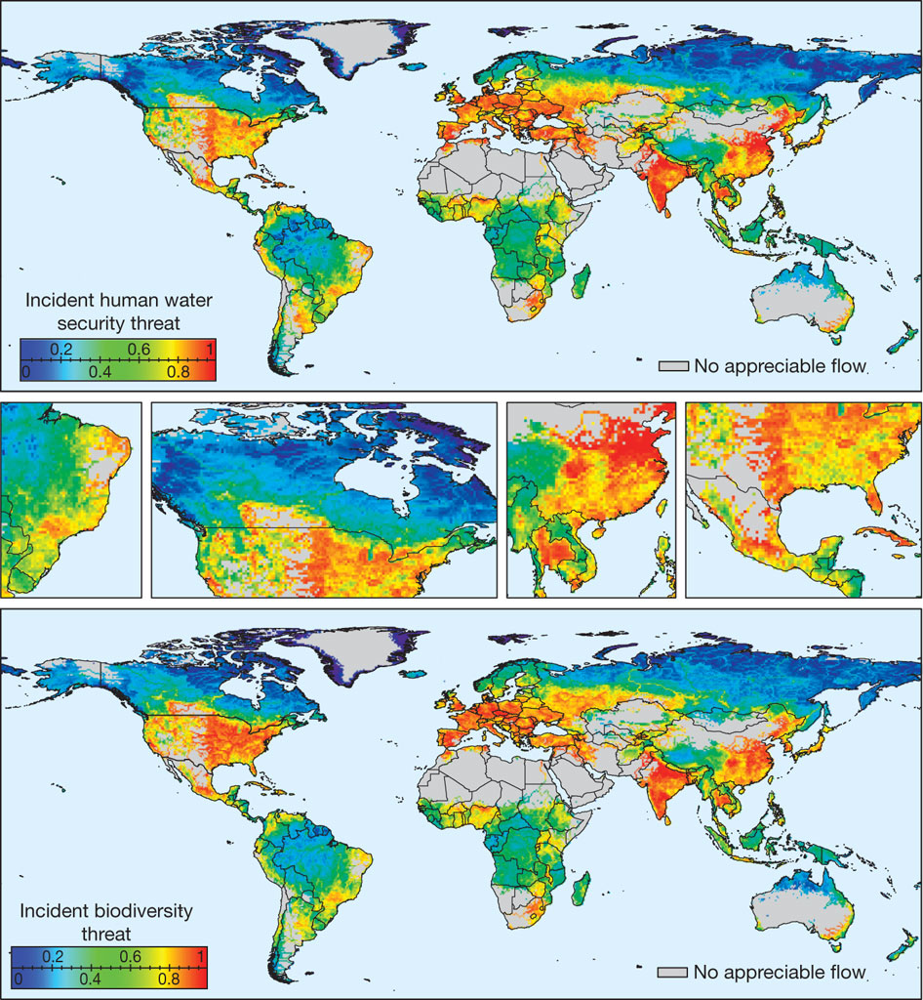 Incident human water
security threat
0.2 0.6 1
0 0.4 0.8
No appreciable flow
Incident biodiversity
threat
0.2 0.6 1
0 0.4 0.8
No appreciable flow